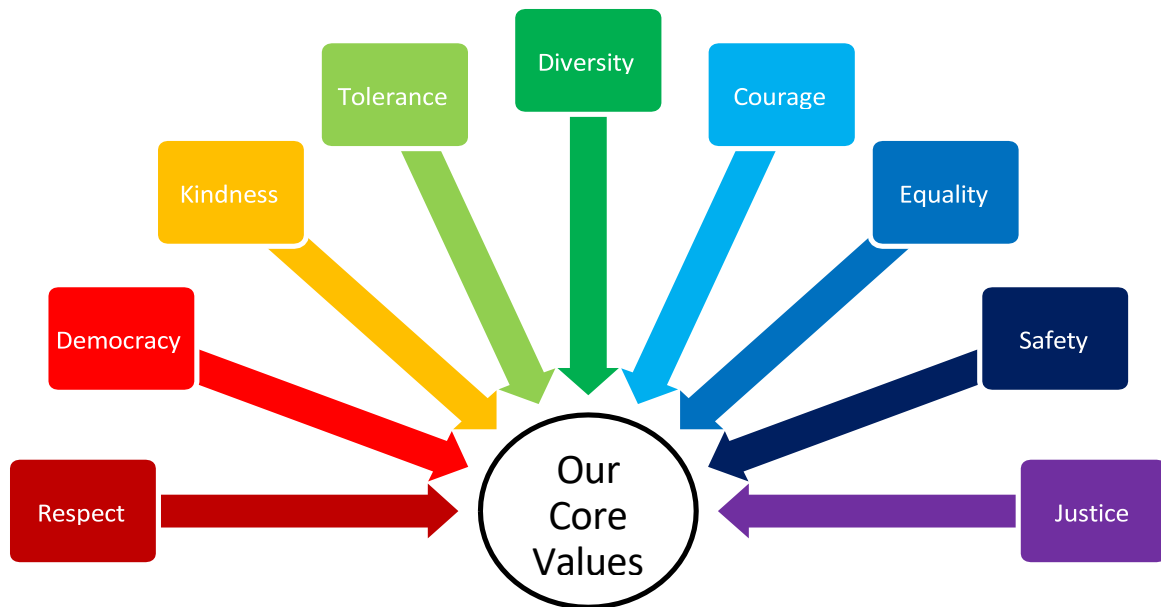 Diversity
Tolerance
Courage
Kindness
Equality
Democracy
Safety
Respect
Justice
Our
Core
Values